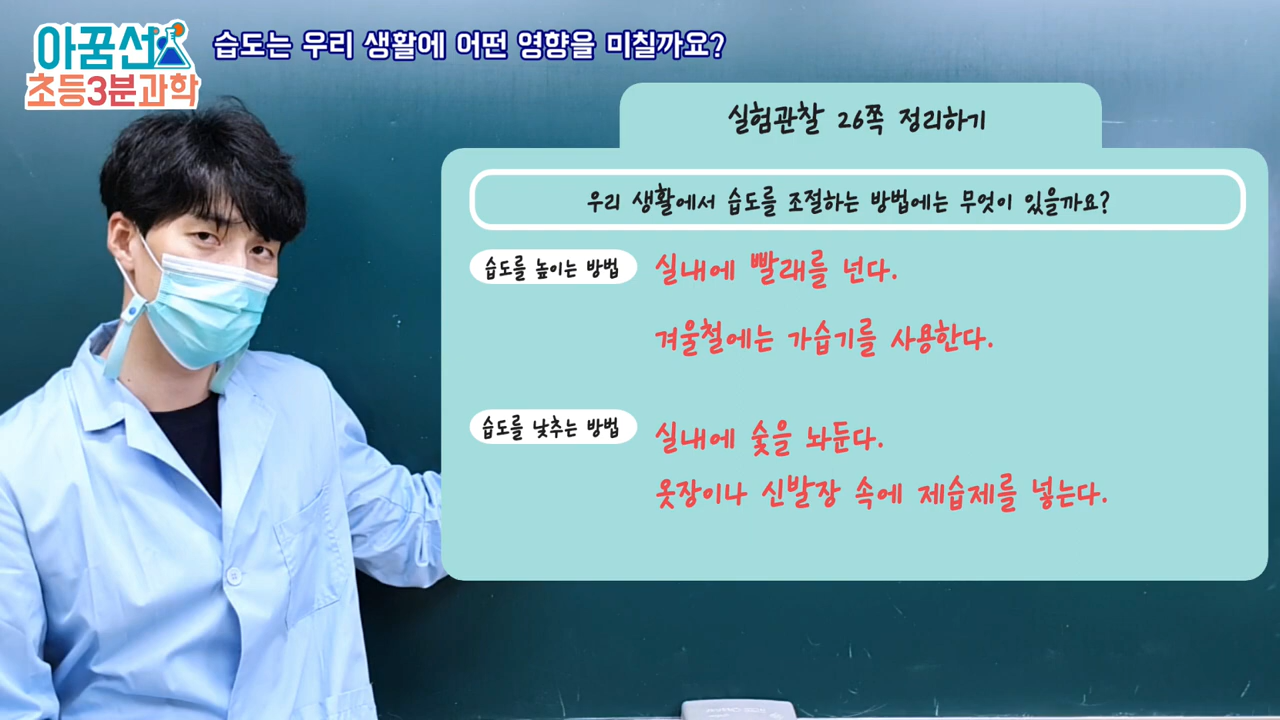 아꿈선
초등3분과학
습도는 우리 생활에 어떤 영향을 미칠까요?
실험관찰 26쪽 정리하기
우리 생활에서 습도를 조절하는 방법에는 무엇이 있을까요?
습도를 높이는 방법
실내에 빨래를 넌다.
겨울철에는 가습기를 사용한다.
습도를 낮추는 방법
실내에 숯을 놔둔다.
옷장이나 신발장 속에 제습제를 넣는다.